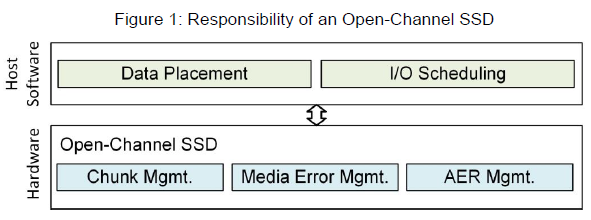 Figure 1: Responsibility of an Open-Channel SSD
Host
Software
Data Placement
I/O Scheduling
Hardware
Open-Channel SSD
Chunk Mgmt.
Media Error Mgmt.
AER Mgmt.